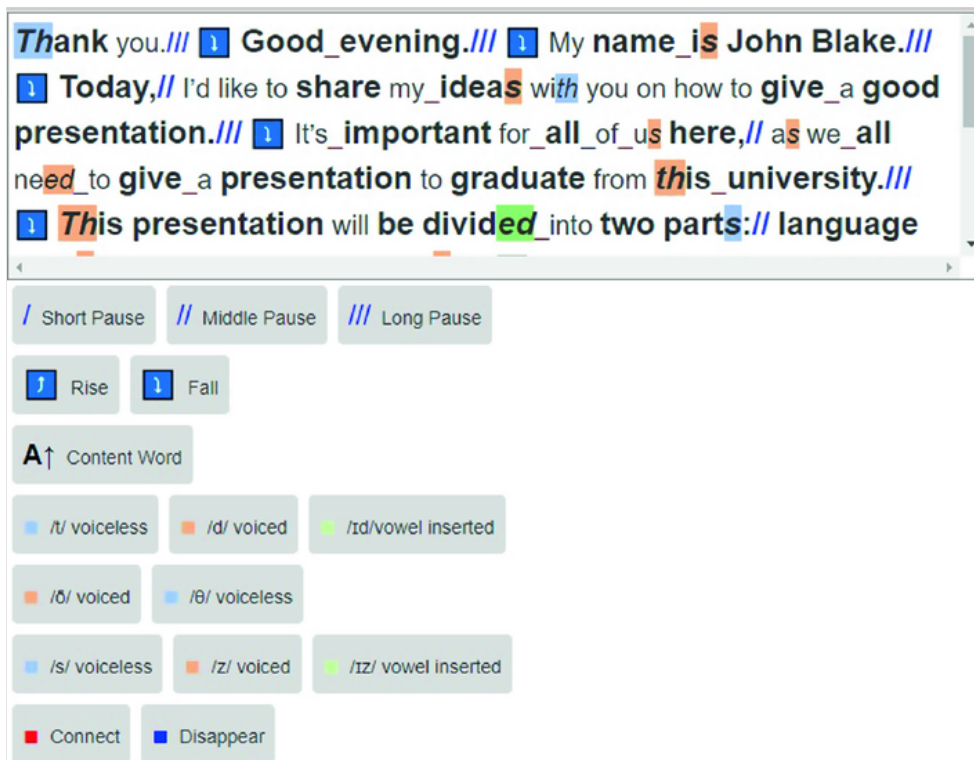 Thank you./// ⤵ Good_evening./// ⤵ My name_is John Blake.///
⤵ Today,// I'd like to share my_ideas with you on how to give_a good
presentation./// ⤵ It's_important for_all_of_us here,// as we_all
need_to give_a presentation to graduate from this_university.///
⤵ This presentation will be divided_into two parts:// language
/ Short Pause // Middle Pause /// Long Pause
⤴ Rise ⤵ Fall
A↑ Content Word
/t/ voiceless /d/ voiced /ɪd/vowel inserted
/ð/ voiced /θ/ voiceless
/s/ voiceless /z/ voiced /ɪz/ vowel inserted
Connect Disappear